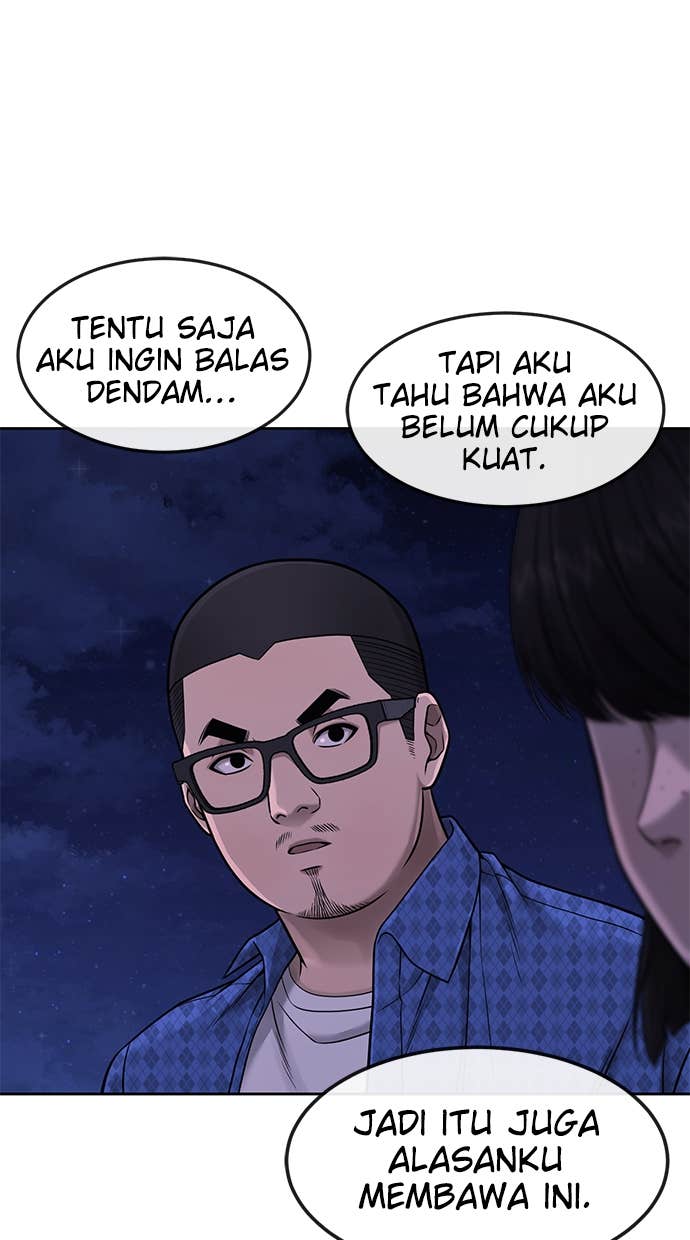 TENTU SAJA
AKU INGIN BALAS
DENDAM...
TAPI AKU
TAHU BAHWA AKU
BELUM CUKUP
KUAT.
JADI ITU JUGA
ALASANKU
MEMBAWA INI.